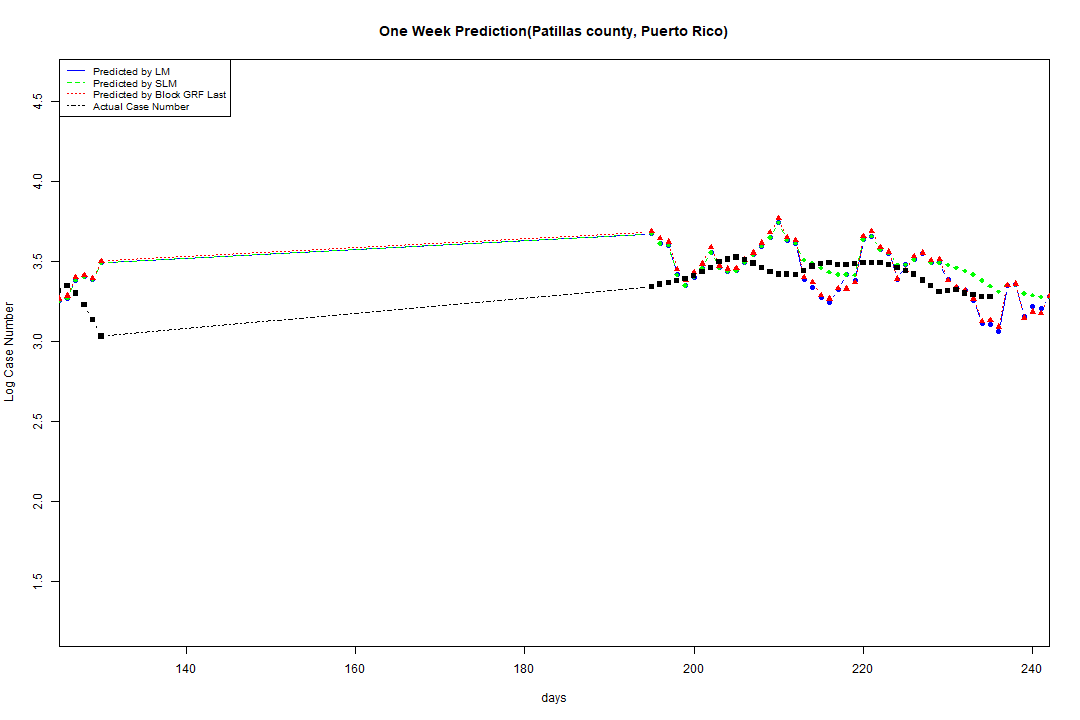 One Week Prediction(Patillas county, Puerto Rico)
Predicted by LM
Predicted by SLM
Predicted by Block GRF Last
Actual Case Number
4.5
4.0
3.5
3.0
2.5
2.0
1.5
Log Case Number
140 160 180 200 220 240
days